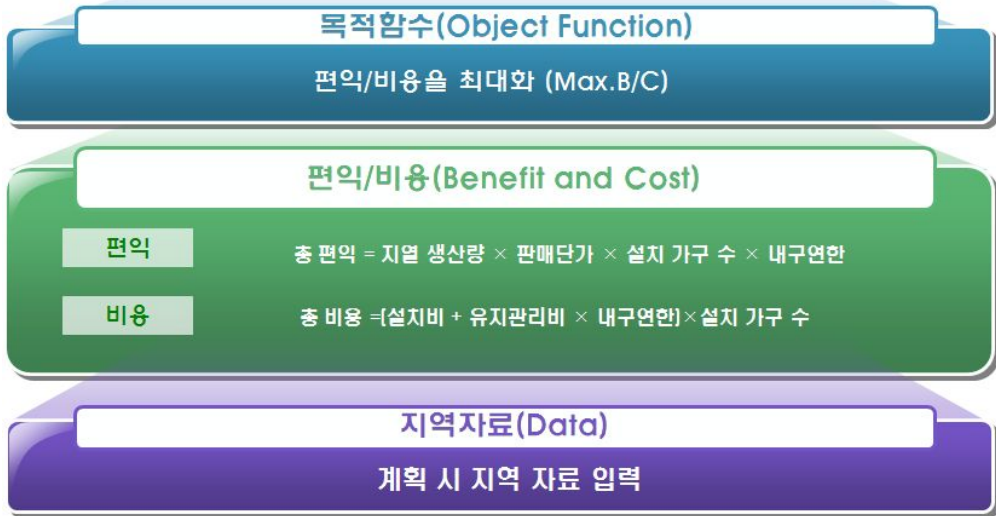 목적함수(Object Function)
편익/비용을 최대화 (Max.B/C)
편익/비용(Benefit and Cost)
편익
총 편익 = 지열 생산량 × 판매단가 × 설치 가구 수 × 내구연한
비용
총 비용 =(설치비 + 유지관리비 × 내구연한)×설치 가구 수
지역자료(Data)
계획 시 지역 자료 입력